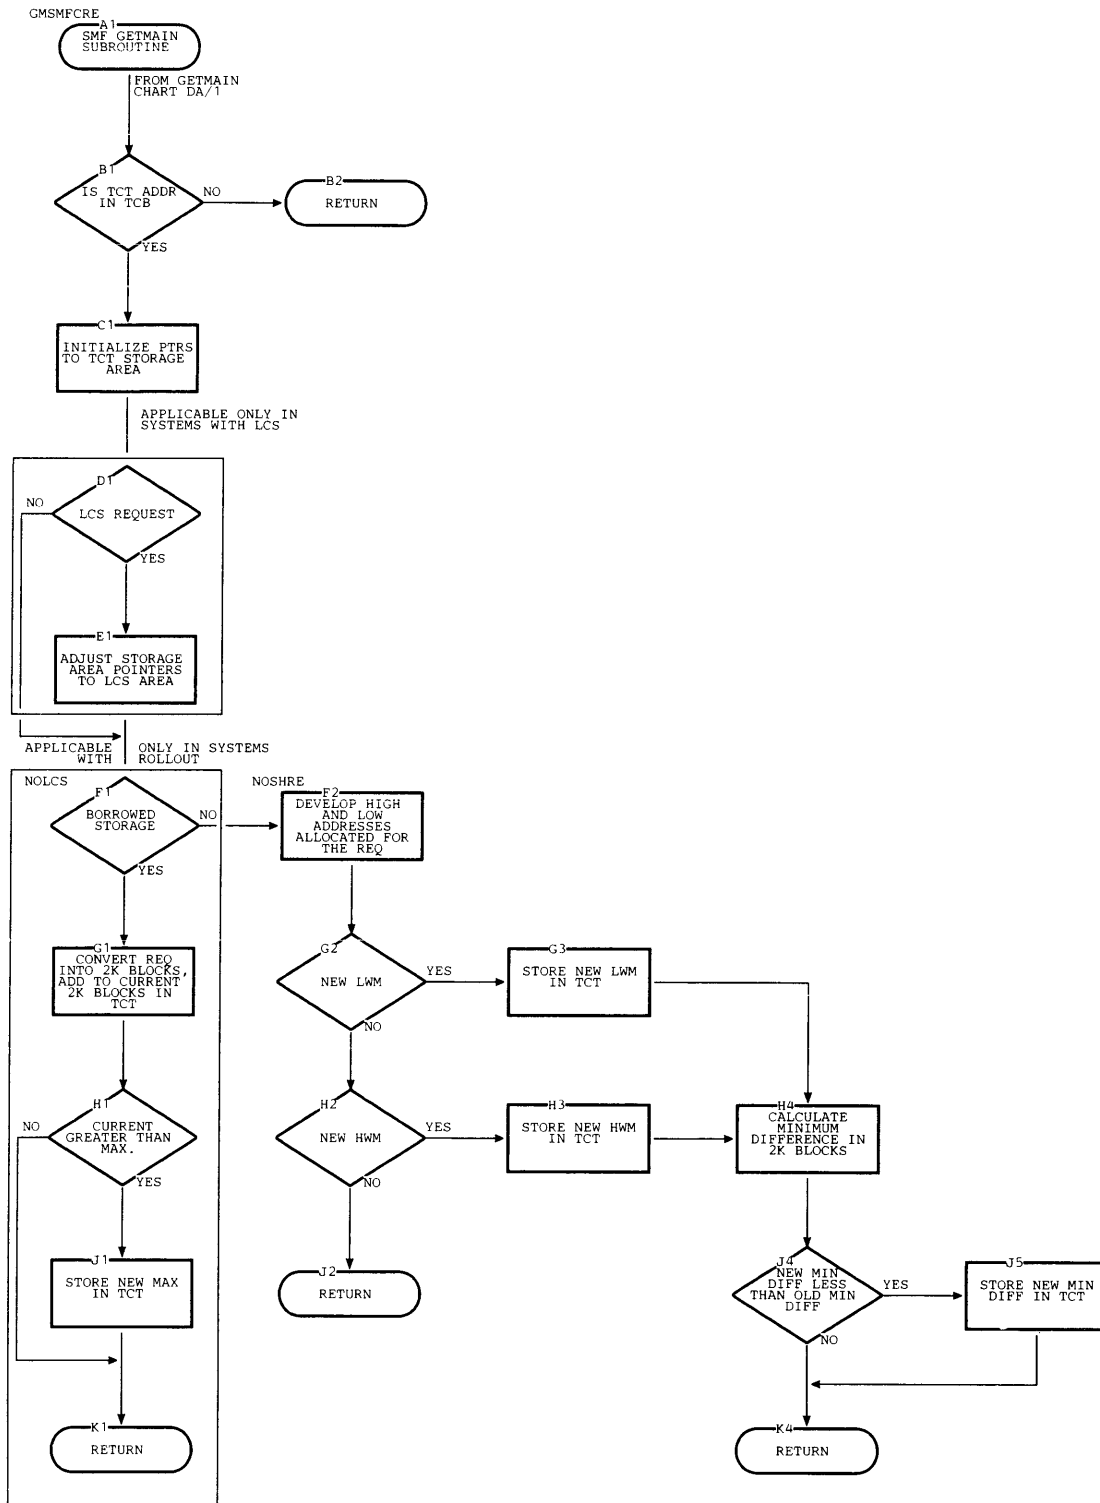 GMSMFCRE
A1
SMF GETMAIN
SUBROUTINE
FROM GETMAIN
CHART DA/1
B1
IS TCT ADDR
IN TCB
NO
YES
B2
RETURN
C1
INITIALIZE PTRS
TO TCT STORAGE
AREA
APPLICABLE ONLY IN
SYSTEMS WITH LCS
D1
NO
LCS REQUEST
YES
E1
ADJUST STORAGE
AREA POINTERS
TO LCS AREA
APPLICABLE ONLY IN SYSTEMS
WITH ROLLOUT
NOLCS
F1
BORROWED
STORAGE
NO
YES
NOSHRE
F2
DEVELOP HIGH
AND LOW
ADDRESSES
ALLOCATED FOR
THE REQ
G1
CONVERT REQ
INTO 2K BLOCKS,
ADD TO CURRENT
2K BLOCKS IN
TCT
G2
NEW LWM
YES
NO
G3
STORE NEW LWM
IN TCT
H1
NO
CURRENT
GREATER THAN
MAX.
YES
H2
NEW HWM
YES
NO
H3
STORE NEW HWM
IN TCT
H4
CALCULATE
MINIMUM
DIFFERENCE IN
2K BLOCKS
J1
STORE NEW MAX
IN TCT
J2
RETURN
J4
NEW MIN
DIFF LESS
THAN OLD MIN
DIFF
YES
NO
J5
STORE NEW MIN
DIFF IN TCT
K1
RETURN
K4
RETURN